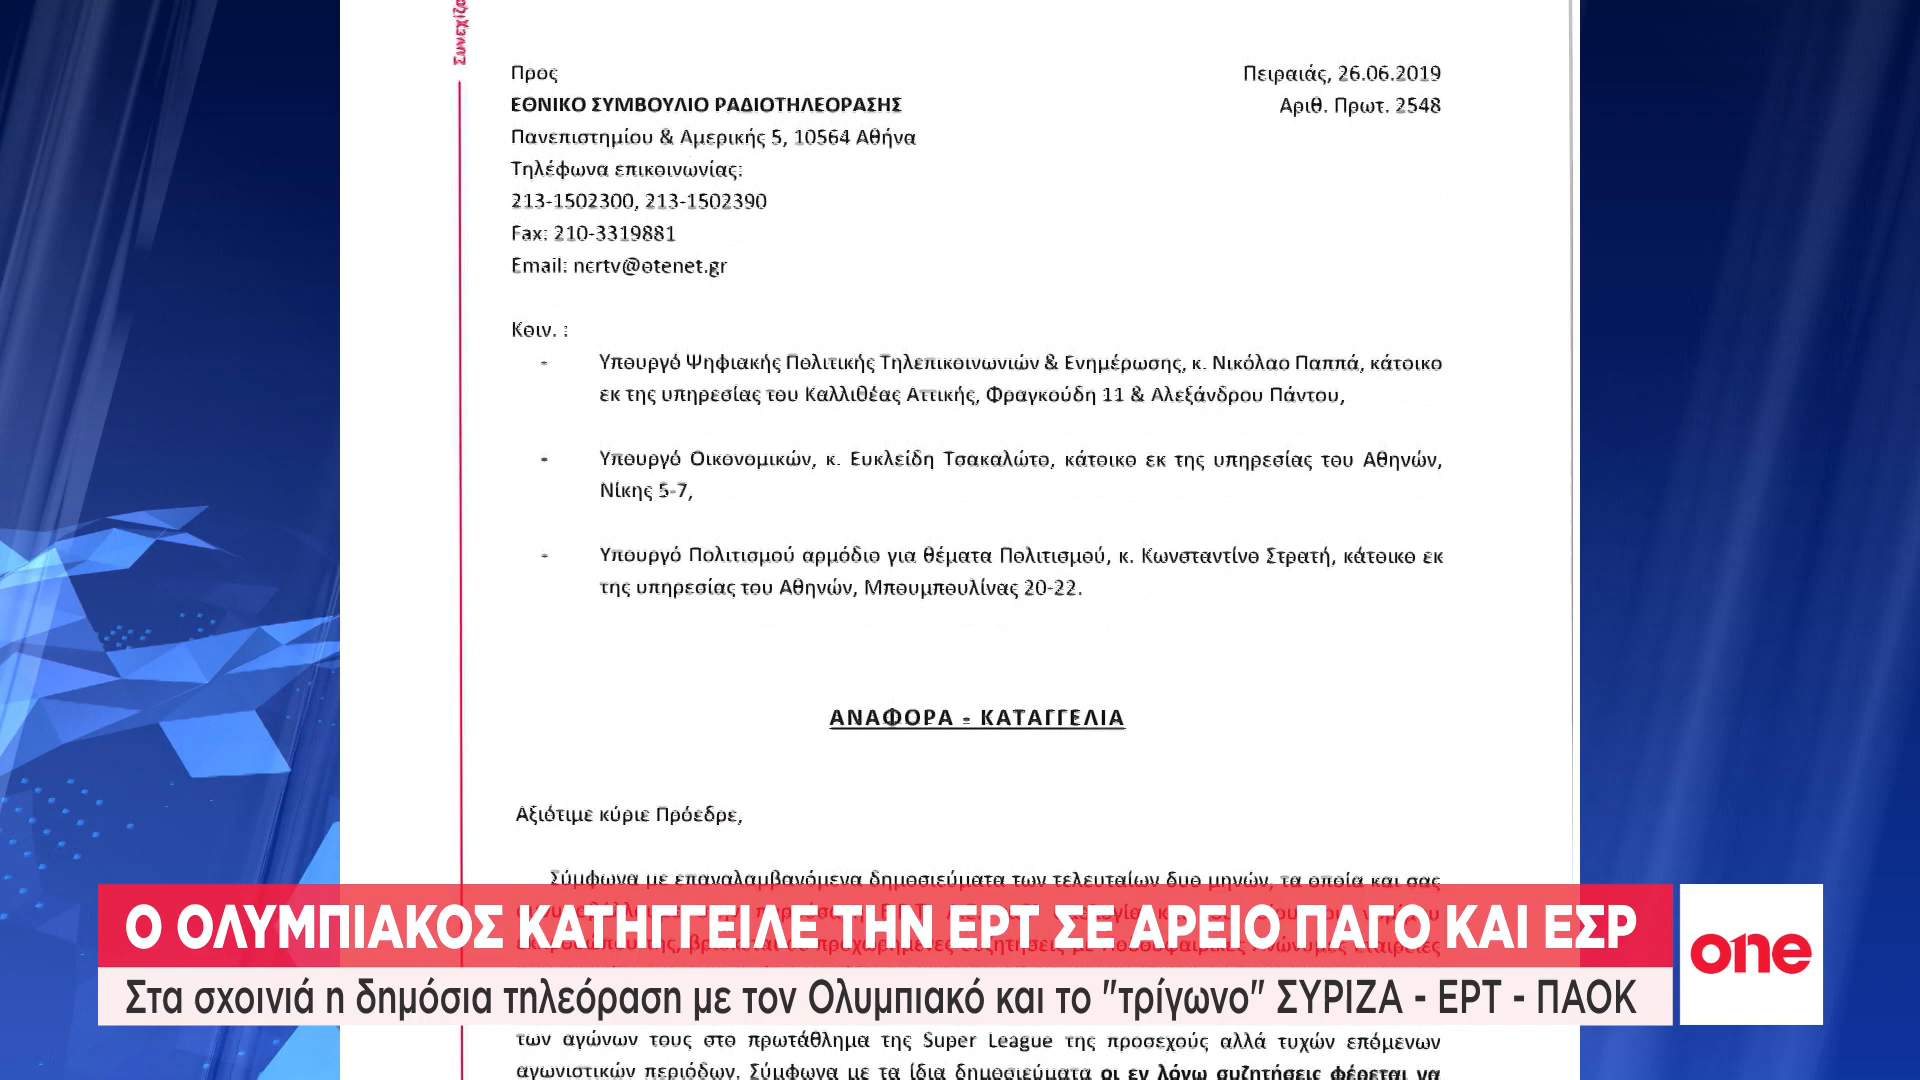 Συνεχίζ
Προς
Πειραιάς, 26.06.2019
ΕΘΝΙΚΟ ΣΥΜΒΟΥΛΙΟ ΡΑΔΙΟΤΗΛΕΟΡΑΣΗΣ
Αριθ. Πρωτ. 2548
Πανεπιστημίου & Αμερικής 5, 10564 Αθήνα
Τηλέφωνα επικοινωνίας:
213-1502300, 213-1502390
Fax: 210-3319881
Email: ncrtv@otenet.gr
Κοιν. :
- Υπουργό Ψηφιακής Πολιτικής Τηλεπικοινωνιών & Ενημέρωσης, κ. Νικόλαο Παππά, κάτοικο
εκ της υπηρεσίας του Καλλιθέας Αττικής, Φραγκούδη 11 & Αλεξάνδρου Πάντου,
- Υπουργό Οικονομικών, κ. Ευκλείδη Τσακαλώτο, κάτοικο εκ της υπηρεσίας του Αθηνών,
Νίκης 5-7,
- Υπουργό Πολιτισμού αρμόδιο για θέματα Πολιτισμού, κ. Κωνσταντίνο Στρατή, κάτοικο εκ
της υπηρεσίας του Αθηνών, Μπουμπουλίνας 20-22.
ΑΝΑΦΟΡΑ - ΚΑΤΑΓΓΕΛΙΑ
Αξιότιμε κύριε Πρόεδρε,
Σύμφωνα με επαναλαμβανόμενα δημοσιεύματα των τελευταίων δυο μηνών, τα οποία και σας
Ο ΟΛΥΜΠΙΑΚΟΣ ΚΑΤΗΓΓΕΙΛΕ ΤΗΝ ΕΡΤ ΣΕ ΑΡΕΙΟ ΠΑΓΟ ΚΑΙ ΕΣΡ
one
Στα σχοινιά η δημόσια τηλεόραση με τον Ολυμπιακό και το "τρίγωνο" ΣΥΡΙΖΑ - ΕΡΤ - ΠΑΟΚ
των αγώνων τους στο πρωτάθλημα της Super League της προσεχούς αλλά τυχών επόμενων
αγωνιστικών περιόδων. Σύμφωνα με τα ίδια δημοσιεύματα οι εν λόγω συζητήσεις φέρεται να